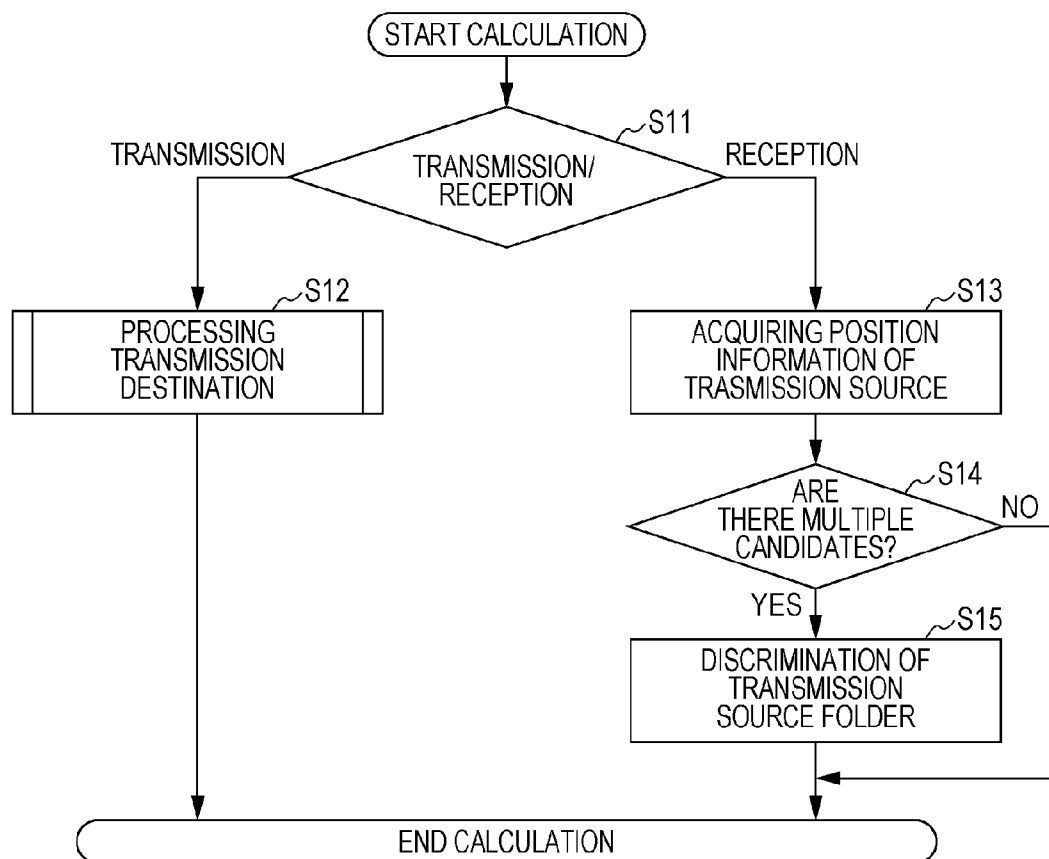 START CALCULATION
S11
TRANSMISSION
TRANSMISSION/
RECEPTION
RECEPTION
S12
PROCESSING
TRANSMISSION
DESTINATION
S13
ACQUIRING POSITION
INFORMATION OF
TRASMISSION SOURCE
S14
ARE
THERE MULTIPLE
CANDIDATES?
NO
YES
S15
DISCRIMINATION OF
TRANSMISSION
SOURCE FOLDER
END CALCULATION